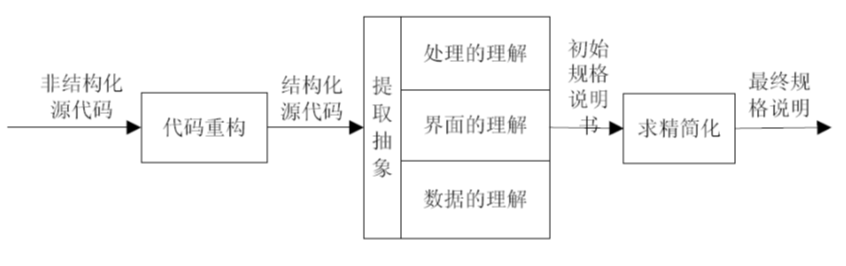 非结构化
源代码
代码重构
结构化
源代码
提
取
抽
象
处理的理解
界面的理解
数据的理解
初始
规格
说明
书
求精简化
最终规
格说明